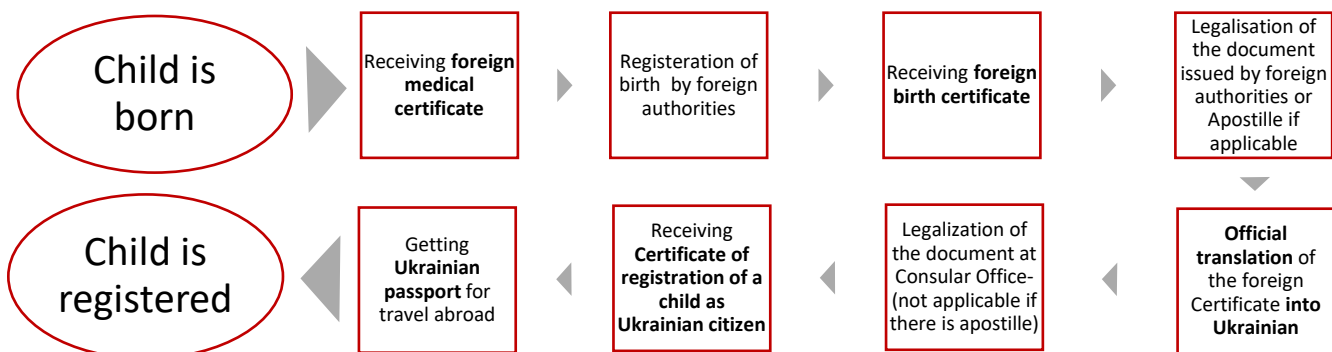 Child is
born
Receiving foreign
medical
certificate
Registeration of
birth by foreign
authorities
Receiving foreign
birth certificate
Legalisation of
the document
issued by foreign
authorities or
Apostille if
applicable
Official
translation of
the foreign
Certificate into
Ukrainian
Legalization of
the document at
Consular Office-
(not applicable if
there is apostille)
Receiving
Certificate of
registration of a
child as
Ukrainian citizen
Getting
Ukrainian
passport for
travel abroad
Child is
registered